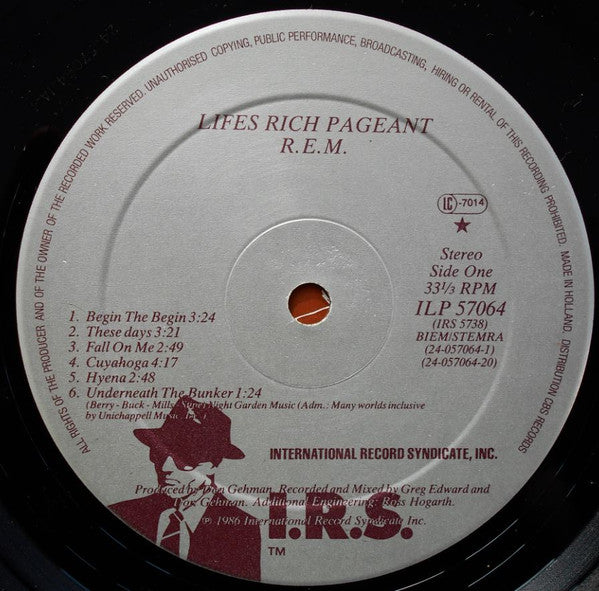 ALL RIGHTS OF THE PRODUCER AND OF THE OWNER OF THE RECORDED WORK RESERVED. UNAUTHORISED COPYING, PUBLIC PERFORMANCE, BROADCASTING, HIRING OR RENTAL OF THIS RECORDING PROHIBITED. MADE IN HOLLAND. DISTRIBUTION CBS RECORDS
LIFES RICH PAGEANT
R.E.M.
LC-7014
Stereo
Side One
33⅓ RPM
ILP 57064
(IRS 5738)
BIEM/STEMRA
(24-057064-1)
(24-057064-20)
1. Begin The Begin 3:24
2. These days 3:21
3. Fall On Me 2:49
4. Cuyahoga 4:17
5. Hyena 2:48
6. Underneath The Bunker 1:24
(Berry - Buck - Mills Night Garden Music (Adm.: Many worlds inclusive
by Unichappell Music,
INTERNATIONAL RECORD SYNDICATE, INC.
Produced by Don Gehman. Recorded and Mixed by Greg Edward and
Gehman. Additional Engineering: Ross Hogarth.
℗ 1986 International Record Syndicate Inc.
I.R.S.
TM